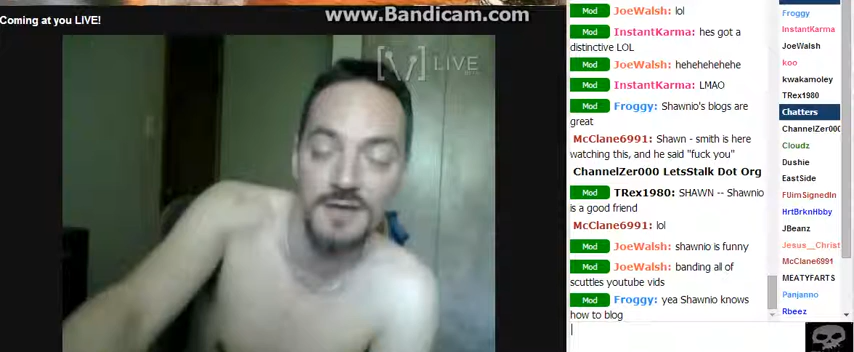 www.Bandicam.com
Coming at you LIVE!
LIVE
Mod JoeWalsh: lol
Mod InstantKarma: hes got a
distinctive LOL
Mod JoeWalsh: hehehehehehe
Mod InstantKarma: LMAO
Mod Froggy: Shawnio's blogs are
great
McClane6991: Shawn - smith is here
watching this, and he said "fuck you"
ChannelZer000 LetsStalk Dot Org
Mod TRex1980: SHAWN -- Shawnio
is a good friend
McClane6991: lol
Mod JoeWalsh: shawnio is funny
Mod JoeWalsh: banding all of
scuttles youtube vids
Mod Froggy: yea Shawnio knows
how to blog
Froggy
InstantKarma
JoeWalsh
koo
kwakamoley
TRex1980
Chatters
ChannelZer000
Cloudz
Dushie
EastSide
FUimSignedIn
HrtBrknHbby
JBeanz
Jesus__Christ
McClane6991
MEATYFARTS
Panjanno
Rbeez